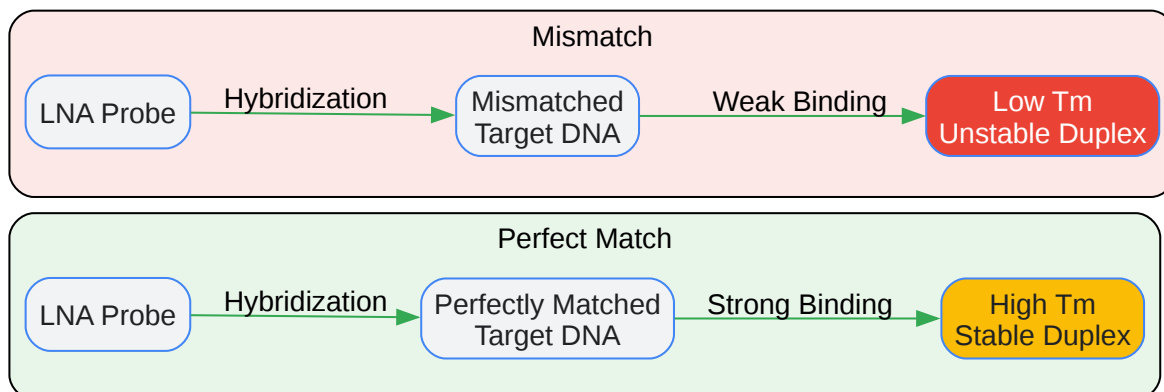 Mismatch
LNA Probe
Hybridization
Mismatched
Target DNA
Weak Binding
Low Tm
Unstable Duplex
Perfect Match
LNA Probe
Hybridization
Perfectly Matched
Target DNA
Strong Binding
High Tm
Stable Duplex